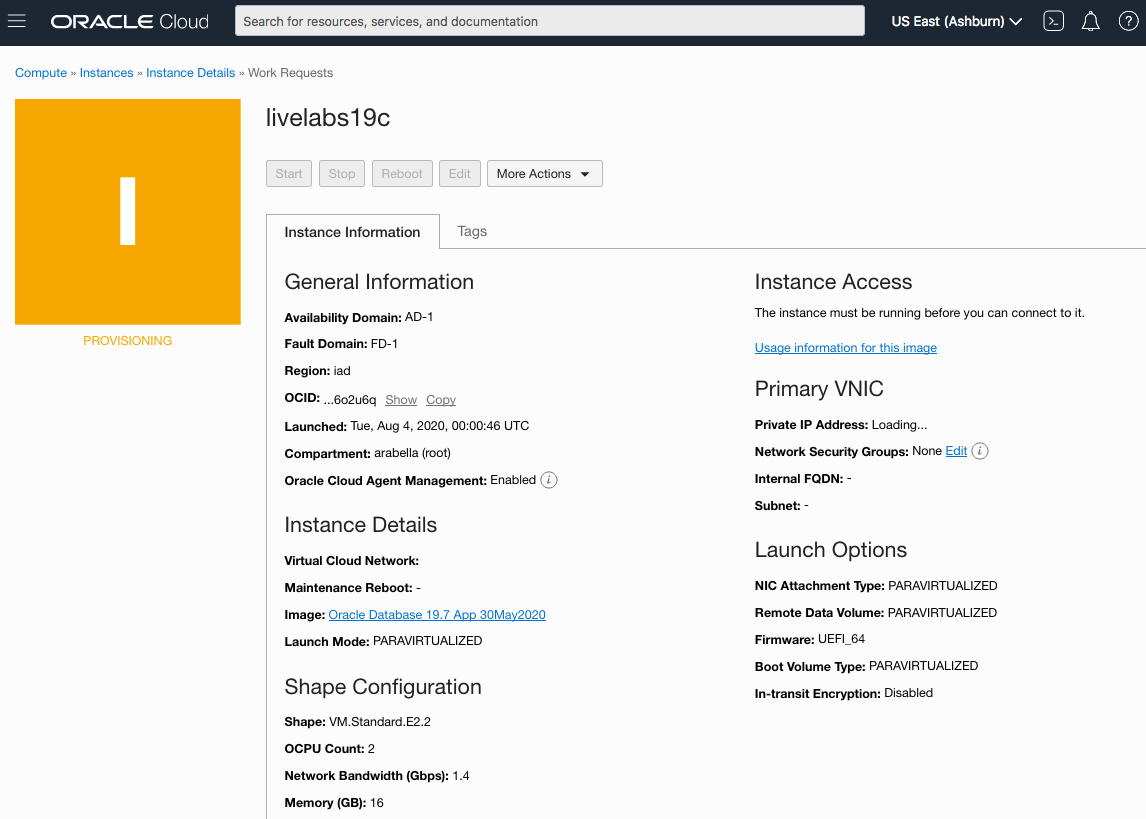 ORACLE Cloud
Search for resources, services, and documentation
US East (Ashburn)
Compute » Instances » Instance Details » Work Requests
I
PROVISIONING
livelabs19c
Start Stop Reboot Edit More Actions
Instance Information Tags
General Information
Availability Domain: AD-1
Fault Domain: FD-1
Region: iad
OCID: ...6o2u6q Show Copy
Launched: Tue, Aug 4, 2020, 00:00:46 UTC
Compartment: arabella (root)
Oracle Cloud Agent Management: Enabled i
Instance Details
Virtual Cloud Network:
Maintenance Reboot: -
Image: Oracle Database 19.7 App 30May2020
Launch Mode: PARAVIRTUALIZED
Shape Configuration
Shape: VM.Standard.E2.2
OCPU Count: 2
Network Bandwidth (Gbps): 1.4
Memory (GB): 16
Instance Access
The instance must be running before you can connect to it.
Usage information for this image
Primary VNIC
Private IP Address: Loading...
Network Security Groups: None Edit i
Internal FQDN: -
Subnet: -
Launch Options
NIC Attachment Type: PARAVIRTUALIZED
Remote Data Volume: PARAVIRTUALIZED
Firmware: UEFI_64
Boot Volume Type: PARAVIRTUALIZED
In-transit Encryption: Disabled